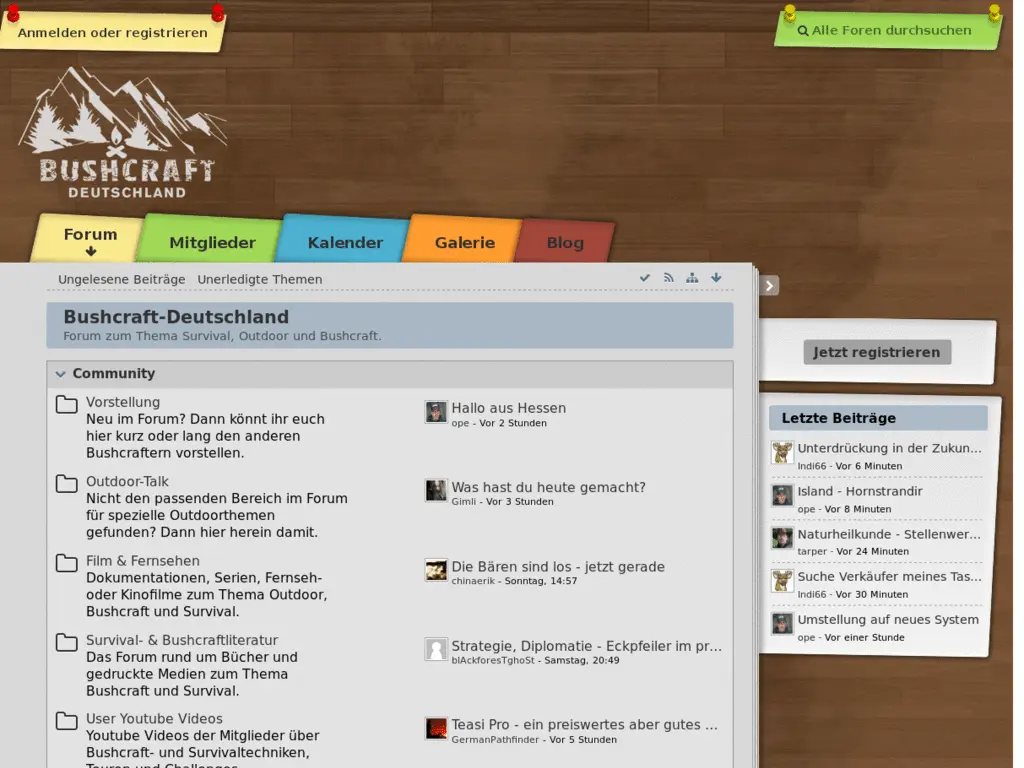 Anmelden oder registrieren
Alle Foren durchsuchen
BUSHCRAFT
DEUTSCHLAND
Forum
Mitglieder
Kalender
Galerie
Blog
Ungelesene Beiträge
Unerledigte Themen
Bushcraft-Deutschland
Forum zum Thema Survival, Outdoor und Bushcraft.
Community
Vorstellung
Neu im Forum? Dann könnt ihr euch
hier kurz oder lang den anderen
Bushcraftern vorstellen.
Hallo aus Hessen
ope - Vor 2 Stunden
Outdoor-Talk
Nicht den passenden Bereich im Forum
für spezielle Outdoorthemen
gefunden? Dann hier herein damit.
Was hast du heute gemacht?
Gimli - Vor 3 Stunden
Film & Fernsehen
Dokumentationen, Serien, Fernseh-
oder Kinofilme zum Thema Outdoor,
Bushcraft und Survival.
Die Bären sind los - jetzt gerade
chinaerik - Sonntag, 14:57
Survival- & Bushcraftliteratur
Das Forum rund um Bücher und
gedruckte Medien zum Thema
Bushcraft und Survival.
Strategie, Diplomatie - Eckpfeiler im pr…
blAckforesTghoSt - Samstag, 20:49
User Youtube Videos
Youtube Videos der Mitglieder über
Bushcraft- und Survivaltechniken,
Touren und Challenges.
Teasi Pro - ein preiswertes aber gutes …
GermanPathfinder - Vor 5 Stunden
Jetzt registrieren
Letzte Beiträge
Unterdrückung in der Zukun…
Indi66 - Vor 6 Minuten
Island - Hornstrandir
ope - Vor 8 Minuten
Naturheilkunde - Stellenwer…
tarper - Vor 24 Minuten
Suche Verkäufer meines Tas…
Indi66 - Vor 30 Minuten
Umstellung auf neues System
ope - Vor einer Stunde